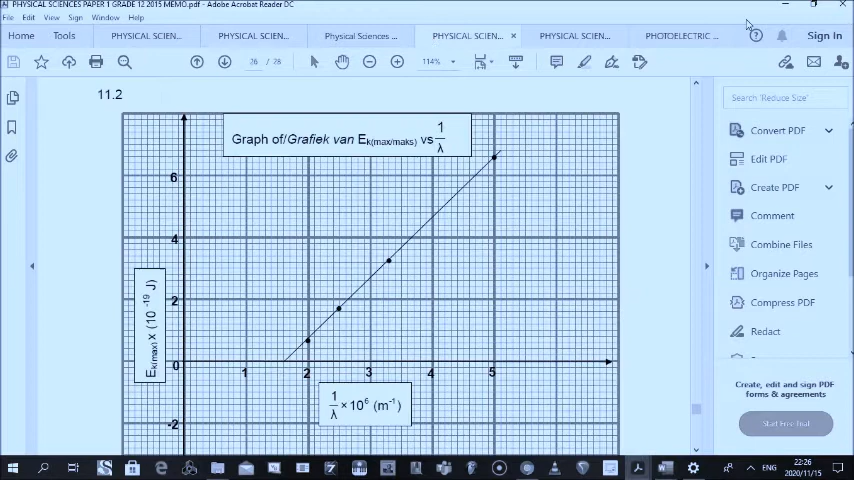 PHYSICAL SCIENCES PAPER 1 GRADE 12 2015 MEMO.pdf - Adobe Acrobat Reader DC
File Edit View Sign Window Help
Home Tools PHYSICAL SCIEN... PHYSICAL SCIEN... Physical Sciences ... PHYSICAL SCIEN... × PHYSICAL SCIEN... PHOTOELECTRIC ... Sign In
/ 28 114%
11.2
Graph of/Grafiek van Ek(max/maks) vs 1/λ
6
4
2
0
-2
Ek(max) x (10 -19 J)
1 2 3 4 5
1/λ × 10⁶ (m⁻¹)
Search 'Reduce Size'
Convert PDF
Edit PDF
Create PDF
Comment
Combine Files
Organize Pages
Compress PDF
Redact
Create, edit and sign PDF
forms & agreements
Start Free Trial
ENG
22:26
2020/11/15